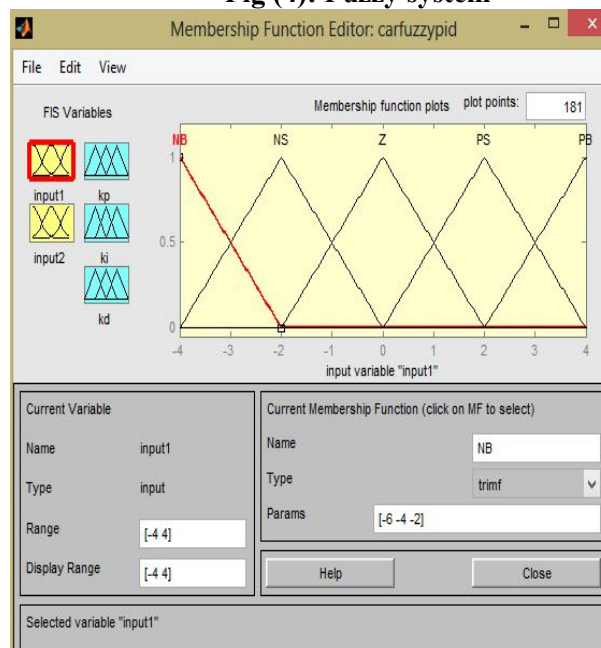 Fig (4): Fuzzy system
Membership Function Editor: carfuzzypid
File Edit View
FIS Variables
Membership function plots plot points: 181
input1 kp
input2 ki
kd
NB NS Z PS PB
1
0.5
0
-4 -3 -2 -1 0 1 2 3 4
input variable "input1"
Current Variable
Name input1
Type input
Range [-4 4]
Display Range [-4 4]
Current Membership Function (click on MF to select)
Name NB
Type trimf
Params [-6 -4 -2]
Help Close
Selected variable "input1"